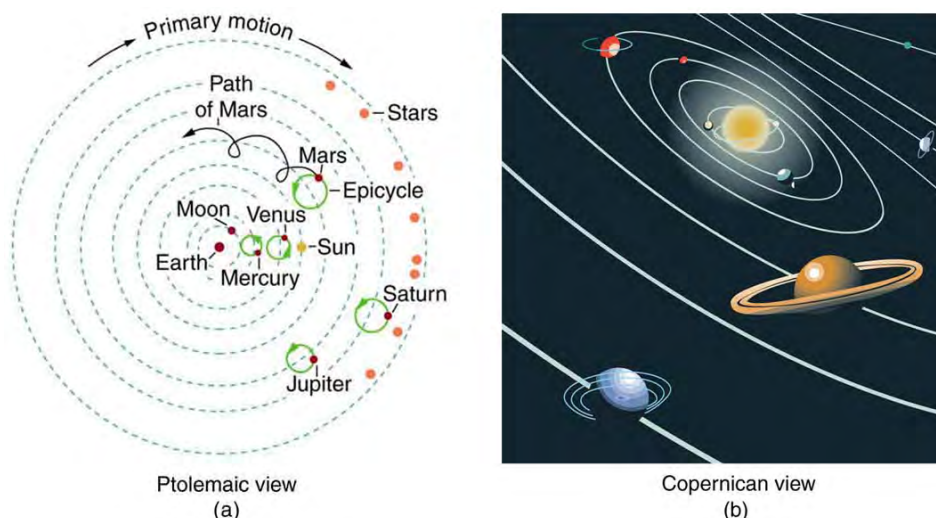 Primary motion
Path
of Mars
Stars
Mars
Epicycle
Moon
Venus
Sun
Earth
Mercury
Saturn
Jupiter
Ptolemaic view
(a)
Copernican view
(b)